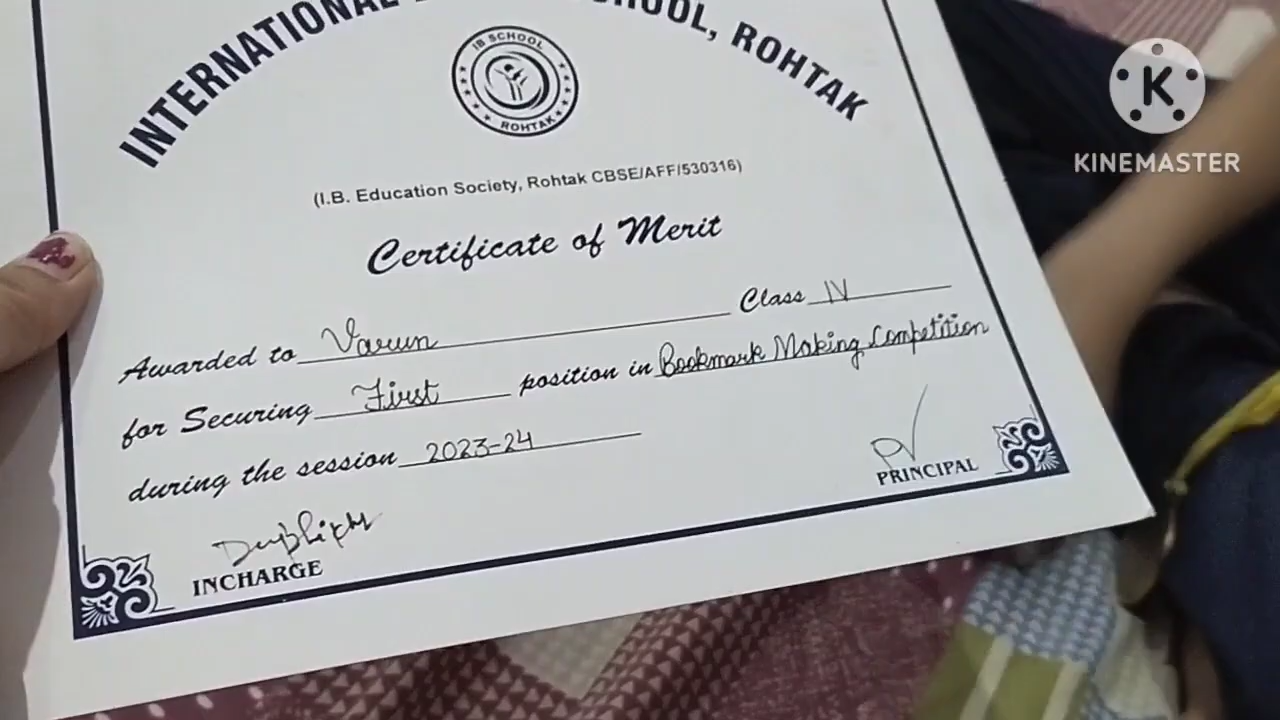 INTERNATIONAL SCHOOL, ROHTAK
IB SCHOOL
ROHTAK
(I.B. Education Society, Rohtak CBSE/AFF/530316)
Certificate of Merit
Awarded to Varun Class IV
for Securing First position in Bookmark Making Competition
during the session 2023-24
INCHARGE
PRINCIPAL
K
KINEMASTER